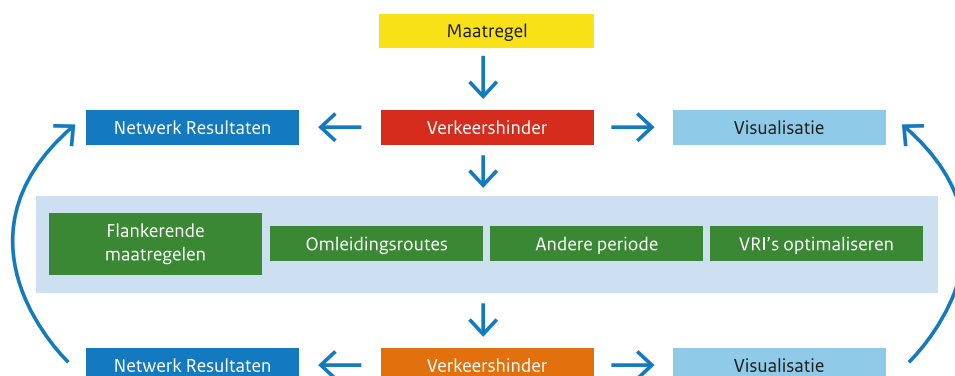 Maatregel
Netwerk Resultaten
Verkeershinder
Visualisatie
Flankerende
maatregelen
Omleidingsroutes
Andere periode
VRI's optimaliseren
Netwerk Resultaten
Verkeershinder
Visualisatie